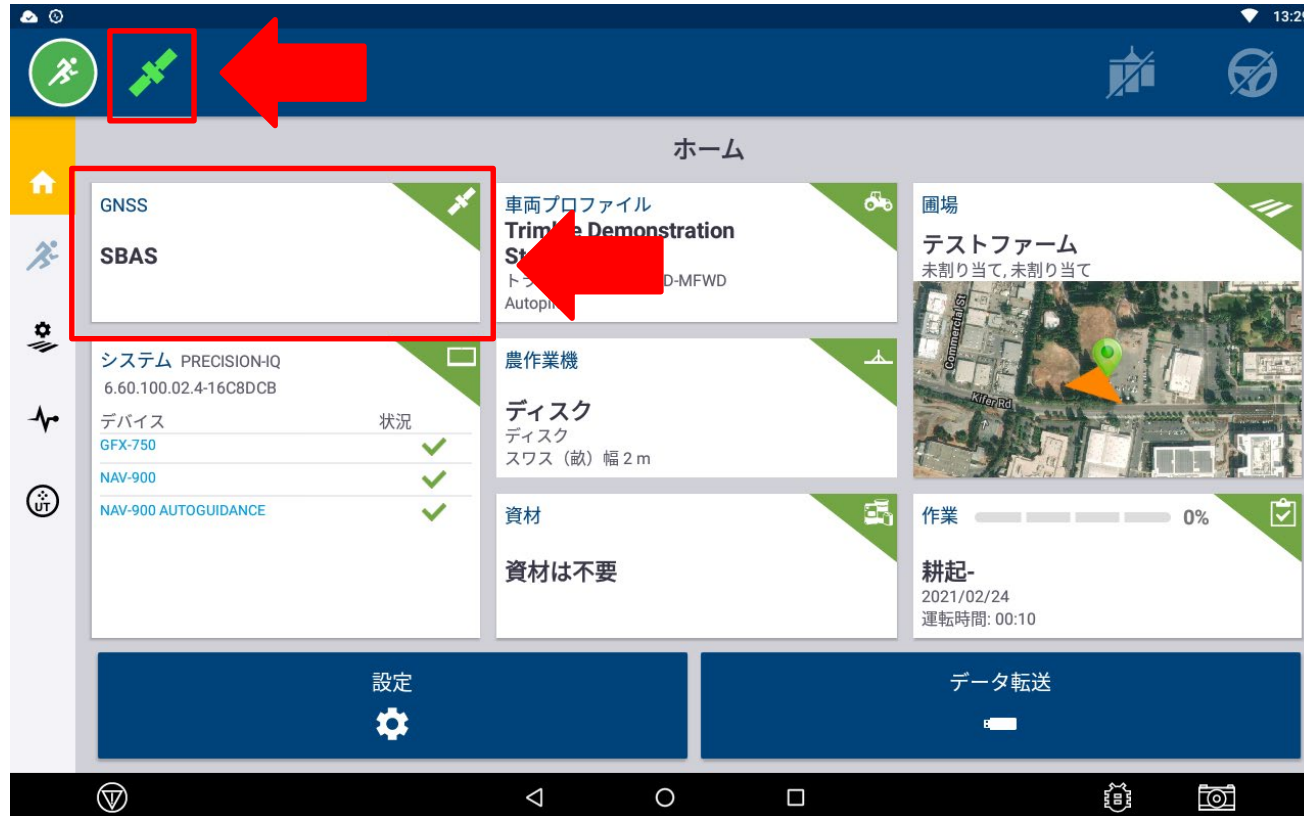 13:29
ホーム
GNSS
SBAS
車両プロファイル
Demonstration
D-MFWD
圃場
テストファーム
未割り当て, 未割り当て
Commercial St
Kifer Rd
システム PRECISION-IQ
6.60.100.02.4-16C8DCB
デバイス 状況
GFX-750
NAV-900
NAV-900 AUTOGUIDANCE
農作業機
ディスク
ディスク
スワス（畝）幅 2 m
資材
資材は不要
作業 0%
耕起-
2021/02/24
運転時間: 00:10
UT
設定
データ転送